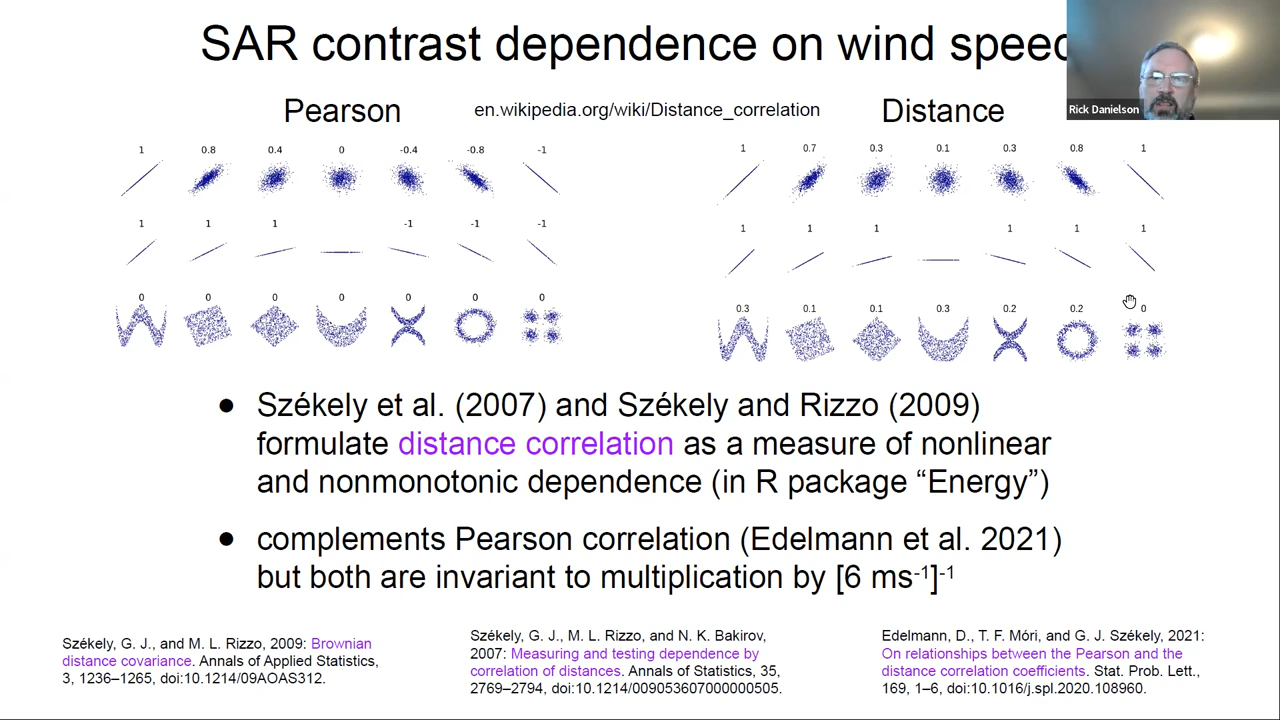 SAR contrast dependence on wind speed
Rick Danielson
Pearson
en.wikipedia.org/wiki/Distance_correlation
Distance
1 0.8 0.4 0 -0.4 -0.8 -1
1 1 1 -1 -1 -1
0 0 0 0 0 0 0
1 0.7 0.3 0.1 0.3 0.8 1
1 1 1 1 1 1
0.3 0.1 0.1 0.3 0.2 0.2 0
● Székely et al. (2007) and Székely and Rizzo (2009)
formulate distance correlation as a measure of nonlinear
and nonmonotonic dependence (in R package “Energy”)
● complements Pearson correlation (Edelmann et al. 2021)
but both are invariant to multiplication by [6 ms⁻¹]⁻¹
Székely, G. J., and M. L. Rizzo, 2009: Brownian
distance covariance. Annals of Applied Statistics,
3, 1236–1265, doi:10.1214/09AOAS312.
Székely, G. J., M. L. Rizzo, and N. K. Bakirov,
2007: Measuring and testing dependence by
correlation of distances. Annals of Statistics, 35,
2769–2794, doi:10.1214/009053607000000505.
Edelmann, D., T. F. Móri, and G. J. Székely, 2021:
On relationships between the Pearson and the
distance correlation coefficients. Stat. Prob. Lett.,
169, 1–6, doi:10.1016/j.spl.2020.108960.